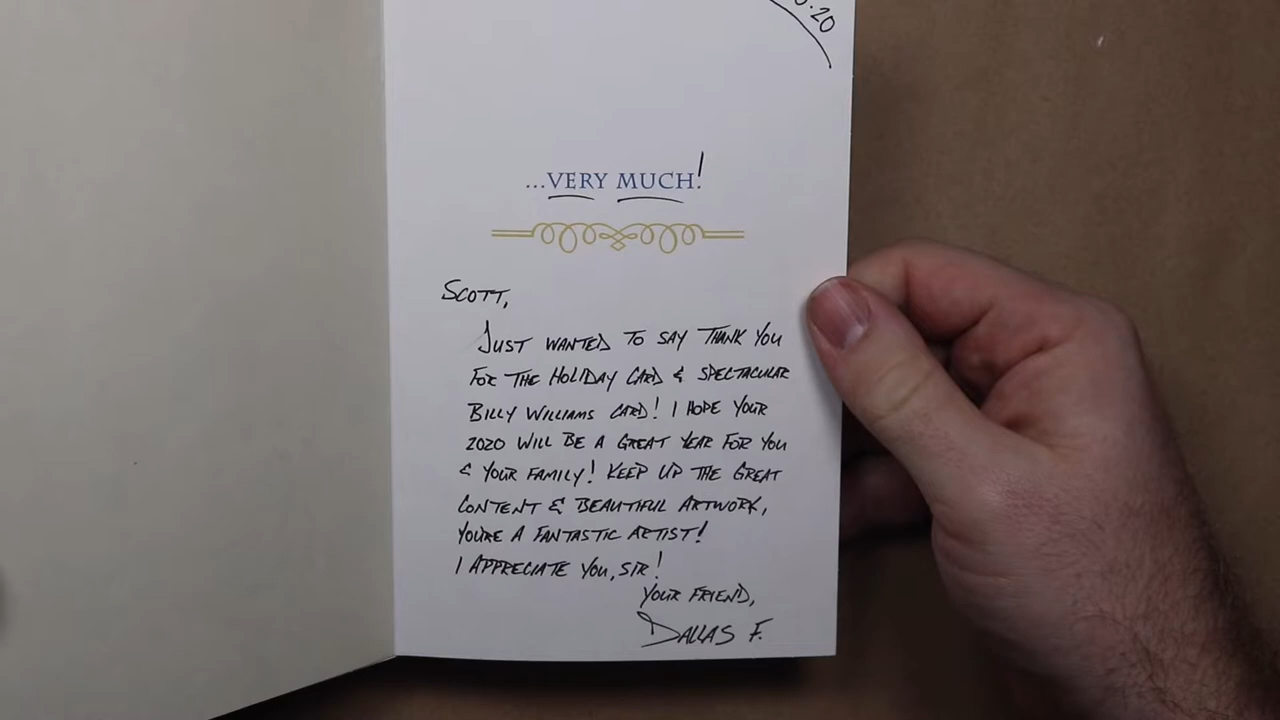 ...VERY MUCH!
SCOTT,
JUST WANTED TO SAY THANK YOU
FOR THE HOLIDAY CARD & SPECTACULAR
BILLY WILLIAMS CARD! I HOPE YOUR
2020 WILL BE A GREAT YEAR FOR YOU
& YOUR FAMILY! KEEP UP THE GREAT
CONTENT & BEAUTIFUL ARTWORK,
YOU'RE A FANTASTIC ARTIST!
I APPRECIATE YOU, SIR!
YOUR FRIEND,
DALLAS F.